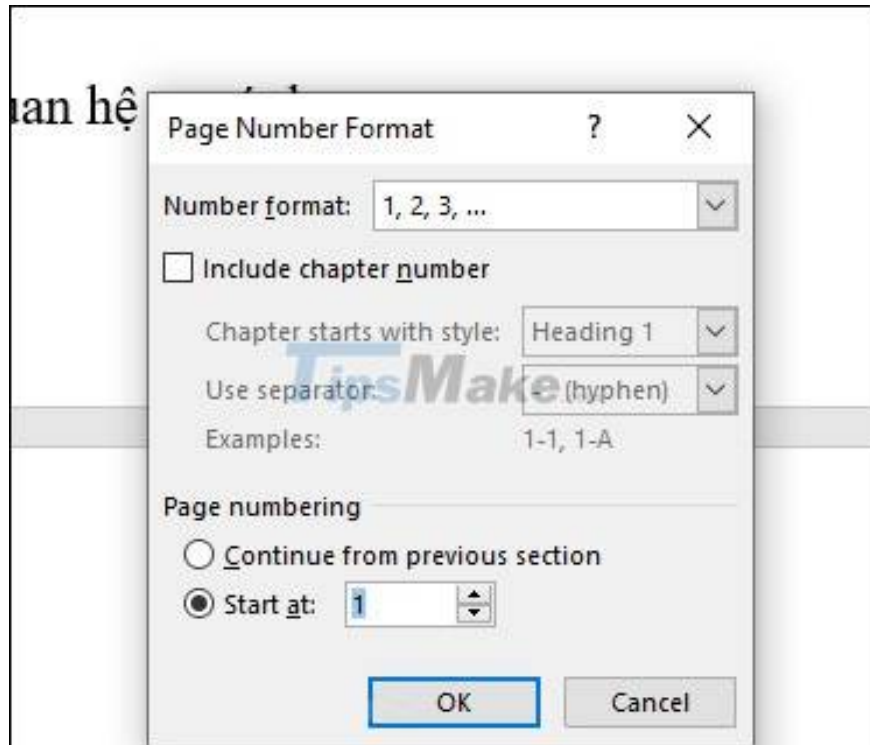 uan hệ
Page Number Format ? X
Number format: 1, 2, 3, ...
Include chapter number
Chapter starts with style: Heading 1
TipsMake
Use separator: - (hyphen)
Examples: 1-1, 1-A
Page numbering
Continue from previous section
Start at: 1
OK Cancel